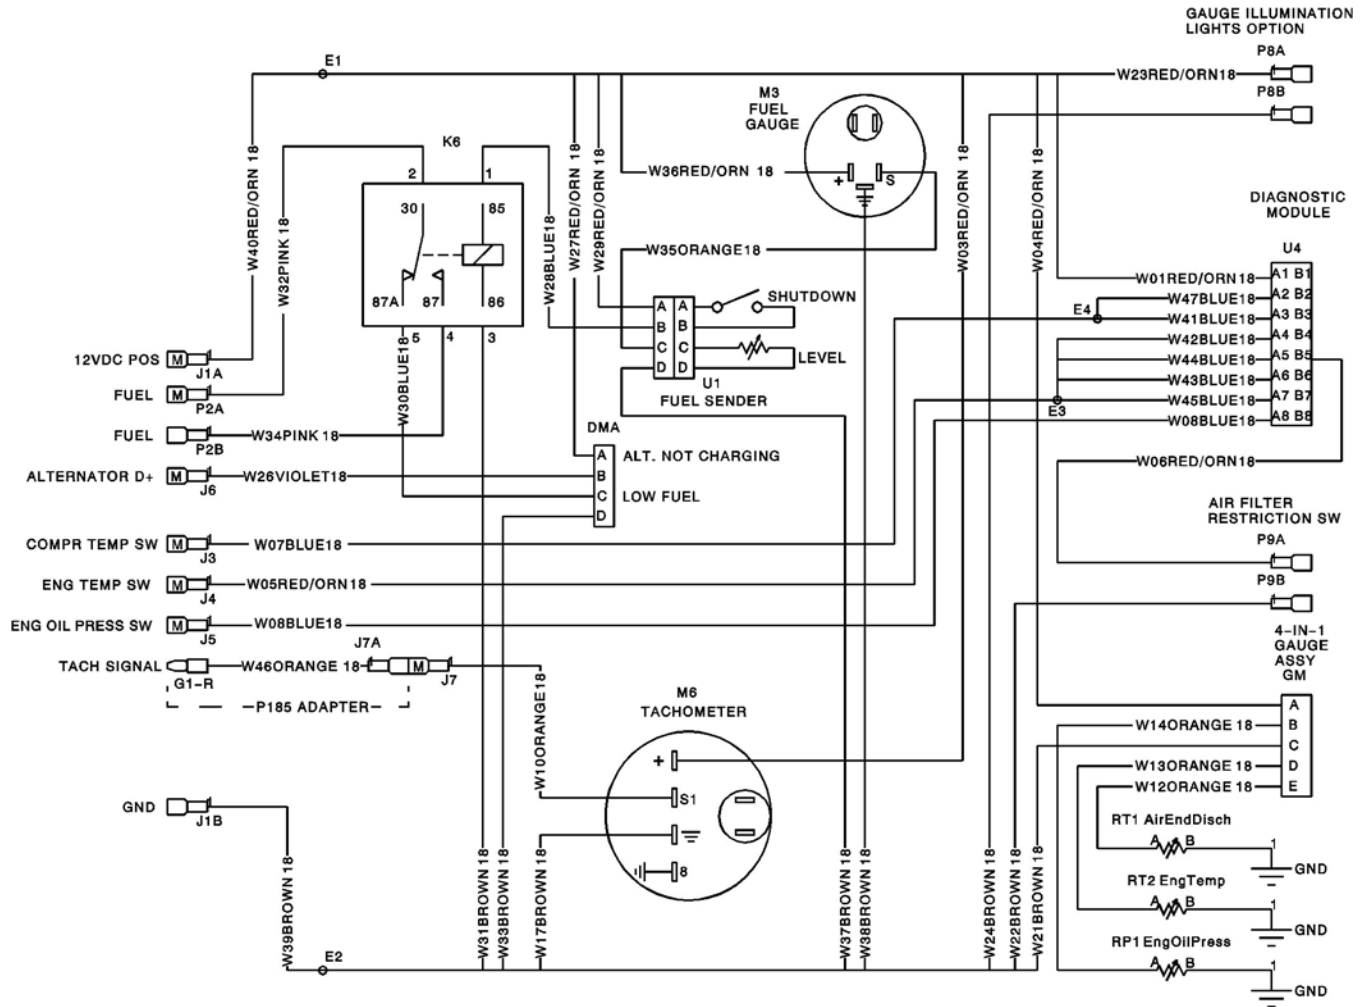 GAUGE ILLUMINATION
LIGHTS OPTION
P8A
E1
W23RED/ORN18
P8B
M3
FUEL
GAUGE
K6
2
1
W36RED/ORN 18
+
S
DIAGNOSTIC
MODULE
U4
30
85
W40RED/ORN 18
W32PINK 18
W28BLUE18
W27RED/ORN 18
W29RED/ORN 18
W03RED/ORN 18
W04RED/ORN 18
W35ORANGE18
87A
87
86
5
4
3
A
A
SHUTDOWN
B
B
C
C
LEVEL
D
D
U1
FUEL SENDER
W01RED/ORN18
A1 B1
W47BLUE18
A2 B2
E4
W41BLUE18
A3 B3
W42BLUE18
A4 B4
W44BLUE18
A5 B5
W43BLUE18
A6 B6
W45BLUE18
A7 B7
E3
W08BLUE18
A8 B8
12VDC POS
M
J1A
FUEL
M
P2A
W30BLUE18
FUEL
P2B
W34PINK 18
DMA
A
ALT. NOT CHARGING
B
C
LOW FUEL
D
W06RED/ORN18
ALTERNATOR D+
M
J6
W26VIOLET18
AIR FILTER
RESTRICTION SW
P9A
P9B
COMPR TEMP SW
M
J3
W07BLUE18
ENG TEMP SW
M
J4
W05RED/ORN18
ENG OIL PRESS SW
M
J5
W08BLUE18
J7A
TACH SIGNAL
G1-R
W46ORANGE 18
M
J7
P185 ADAPTER
4-IN-1
GAUGE
ASSY
GM
A
W14ORANGE 18
B
C
W13ORANGE 18
D
W12ORANGE 18
E
M6
TACHOMETER
+
S1
8
W10ORANGE18
GND
J1B
RT1 AirEndDisch
A
B
1
GND
RT2 EngTemp
A
B
1
GND
RP1 EngOilPress
A
B
1
GND
W39BROWN 18
W31BROWN 18
W33BROWN 18
W17BROWN 18
W37BROWN 18
W38BROWN 18
W24BROWN 18
W22BROWN 18
W21BROWN 18
E2